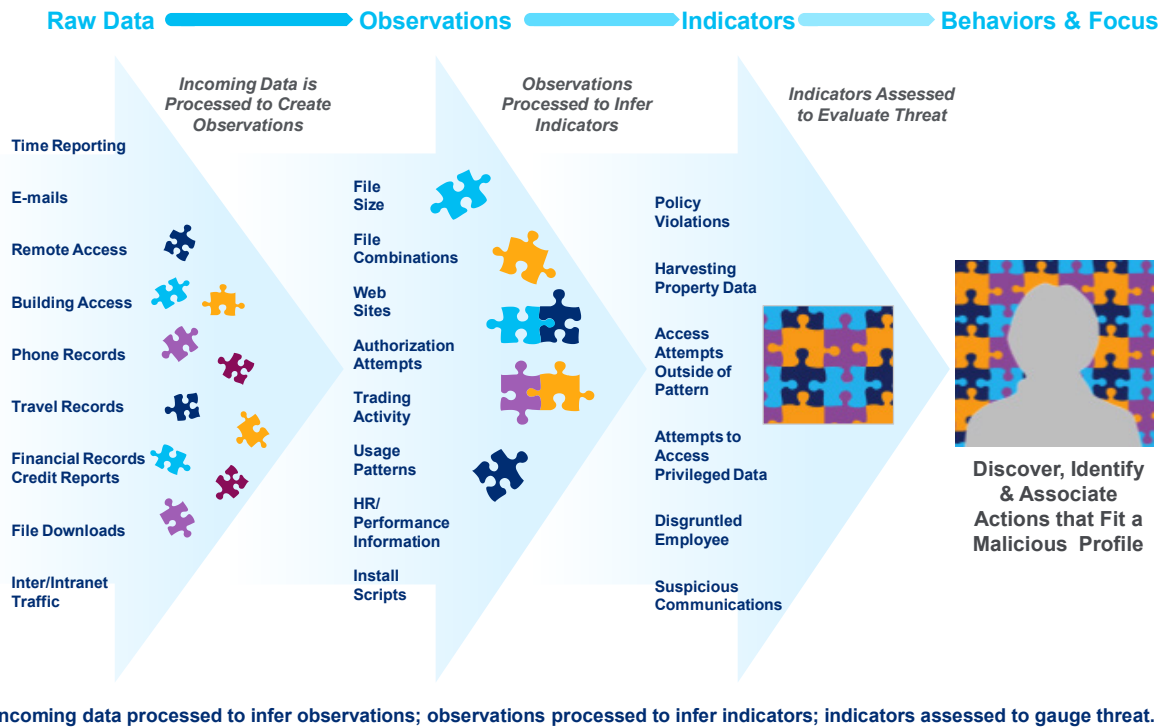 Raw Data
Observations
Indicators
Behaviors & Focus
Incoming Data is
Processed to Create
Observations
Observations
Processed to Infer
Indicators
Indicators Assessed
to Evaluate Threat
Time Reporting
E-mails
Remote Access
Building Access
Phone Records
Travel Records
Financial Records
Credit Reports
File Downloads
Inter/Intranet
Traffic
File
Size
File
Combinations
Web
Sites
Authorization
Attempts
Trading
Activity
Usage
Patterns
HR/
Performance
Information
Install
Scripts
Policy
Violations
Harvesting
Property Data
Access
Attempts
Outside of
Pattern
Attempts to
Access
Privileged Data
Disgruntled
Employee
Suspicious
Communications
Discover, Identify
& Associate
Actions that Fit a
Malicious Profile
ncoming data processed to infer observations; observations processed to infer indicators; indicators assessed to gauge threat.